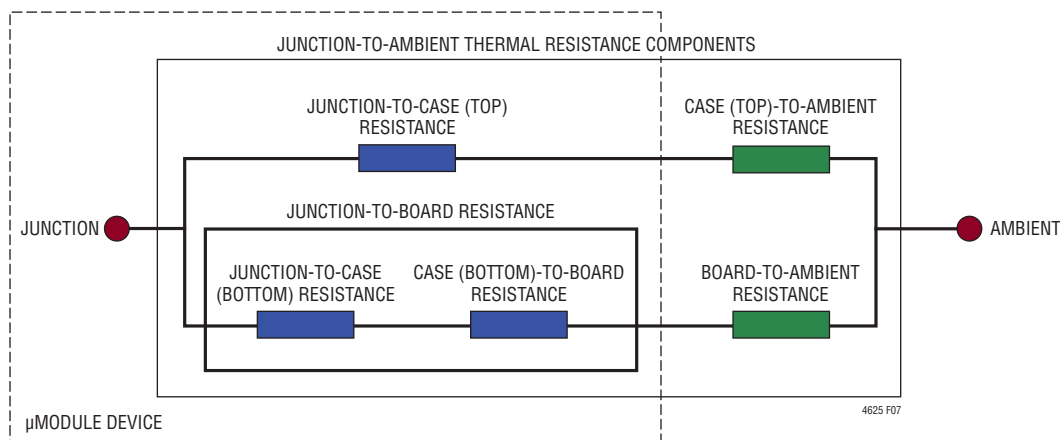 JUNCTION-TO-AMBIENT THERMAL RESISTANCE COMPONENTS
JUNCTION-TO-CASE (TOP)
RESISTANCE
CASE (TOP)-TO-AMBIENT
RESISTANCE
JUNCTION-TO-BOARD RESISTANCE
JUNCTION
AMBIENT
JUNCTION-TO-CASE
(BOTTOM) RESISTANCE
CASE (BOTTOM)-TO-BOARD
RESISTANCE
BOARD-TO-AMBIENT
RESISTANCE
4625 F07
µMODULE DEVICE